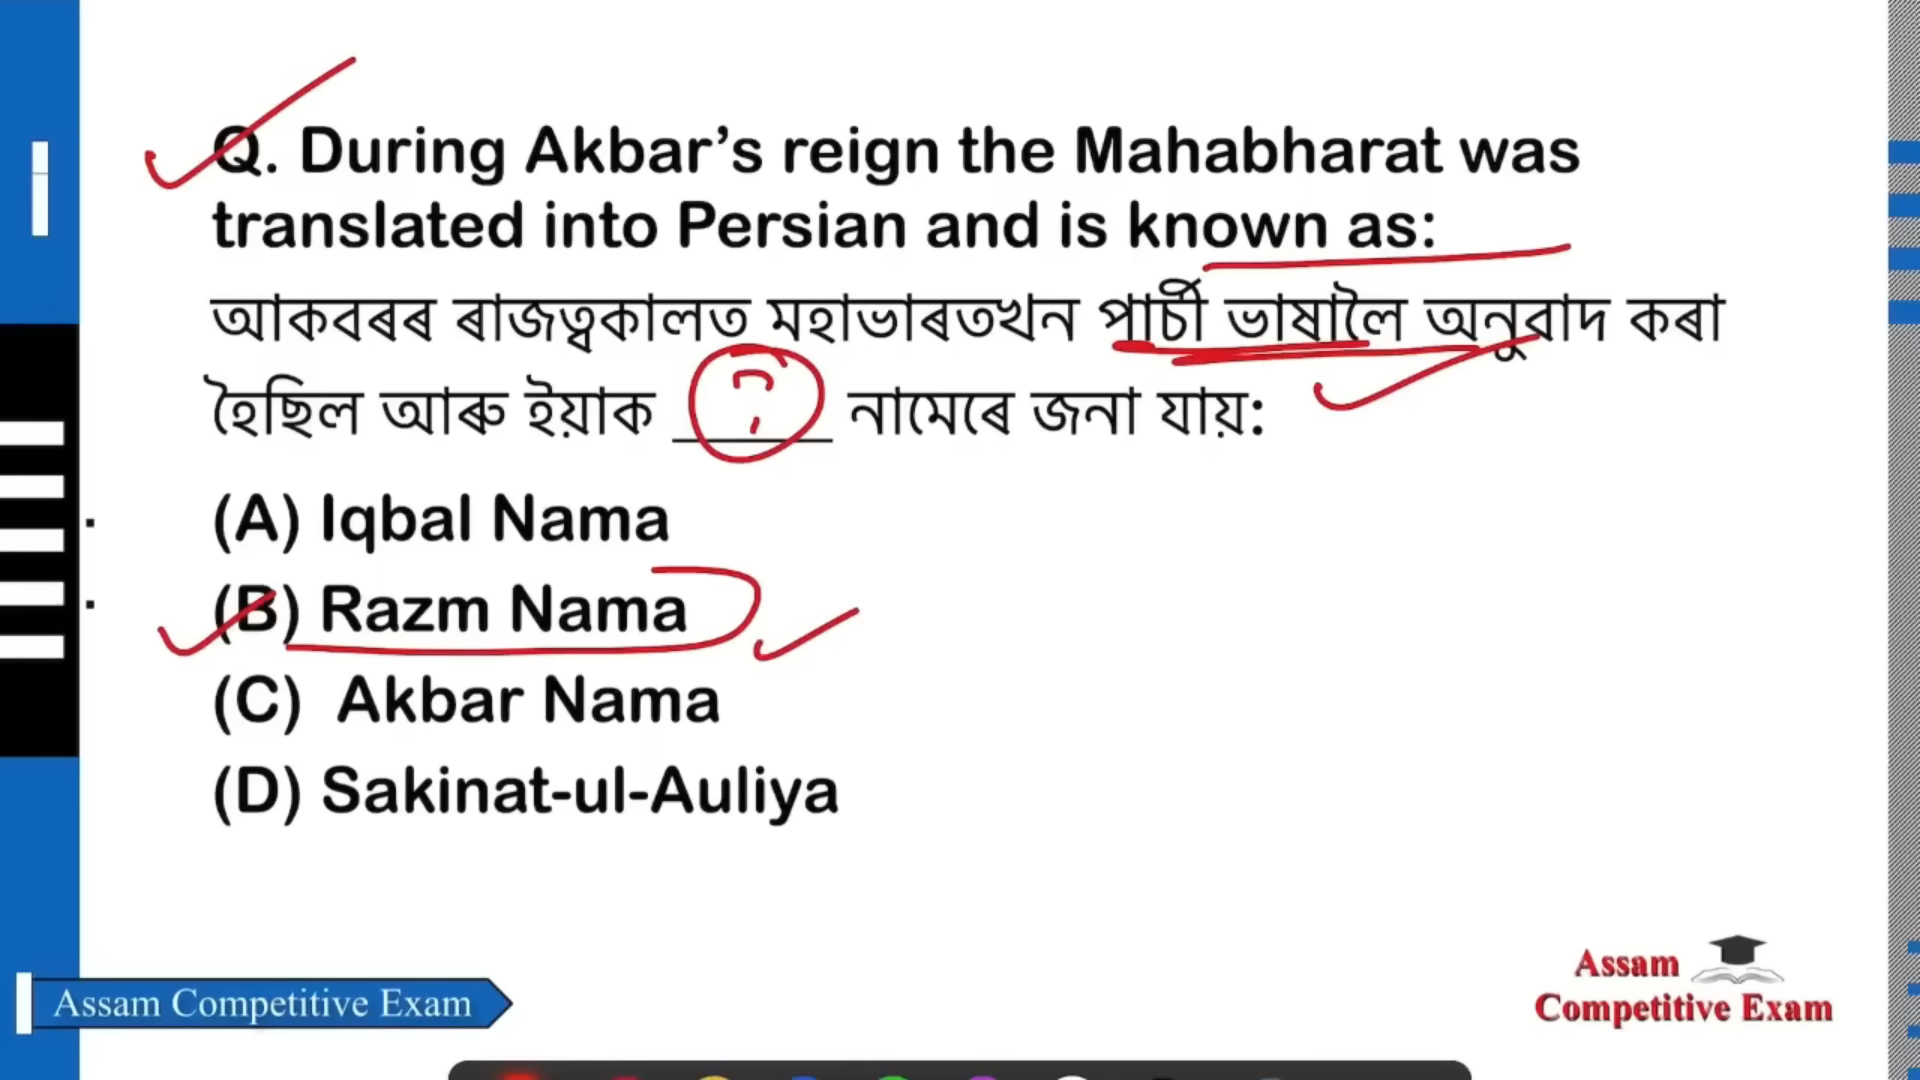 Q. During Akbar’s reign the Mahabharat was
translated into Persian and is known as:
আকবৰৰ ৰাজত্বকালত মহাভাৰতখন পাৰ্চী ভাষালৈ অনুবাদ কৰা
হৈছিল আৰু ইয়াক ______ নামেৰে জনা যায়:
?
(A) Iqbal Nama
(B) Razm Nama
(C) Akbar Nama
(D) Sakinat-ul-Auliya
Assam Competitive Exam
Assam
Competitive Exam